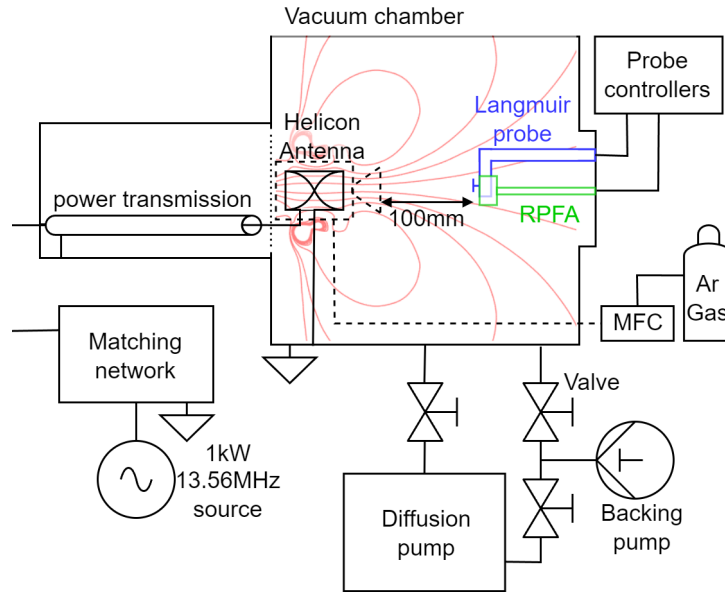 Vacuum chamber
Probe
controllers
Langmuir
probe
Helicon
Antenna
power transmission
100mm
RPFA
Ar
Gas
MFC
Matching
network
Valve
1kW
13.56MHz
source
Diffusion
pump
Backing
pump